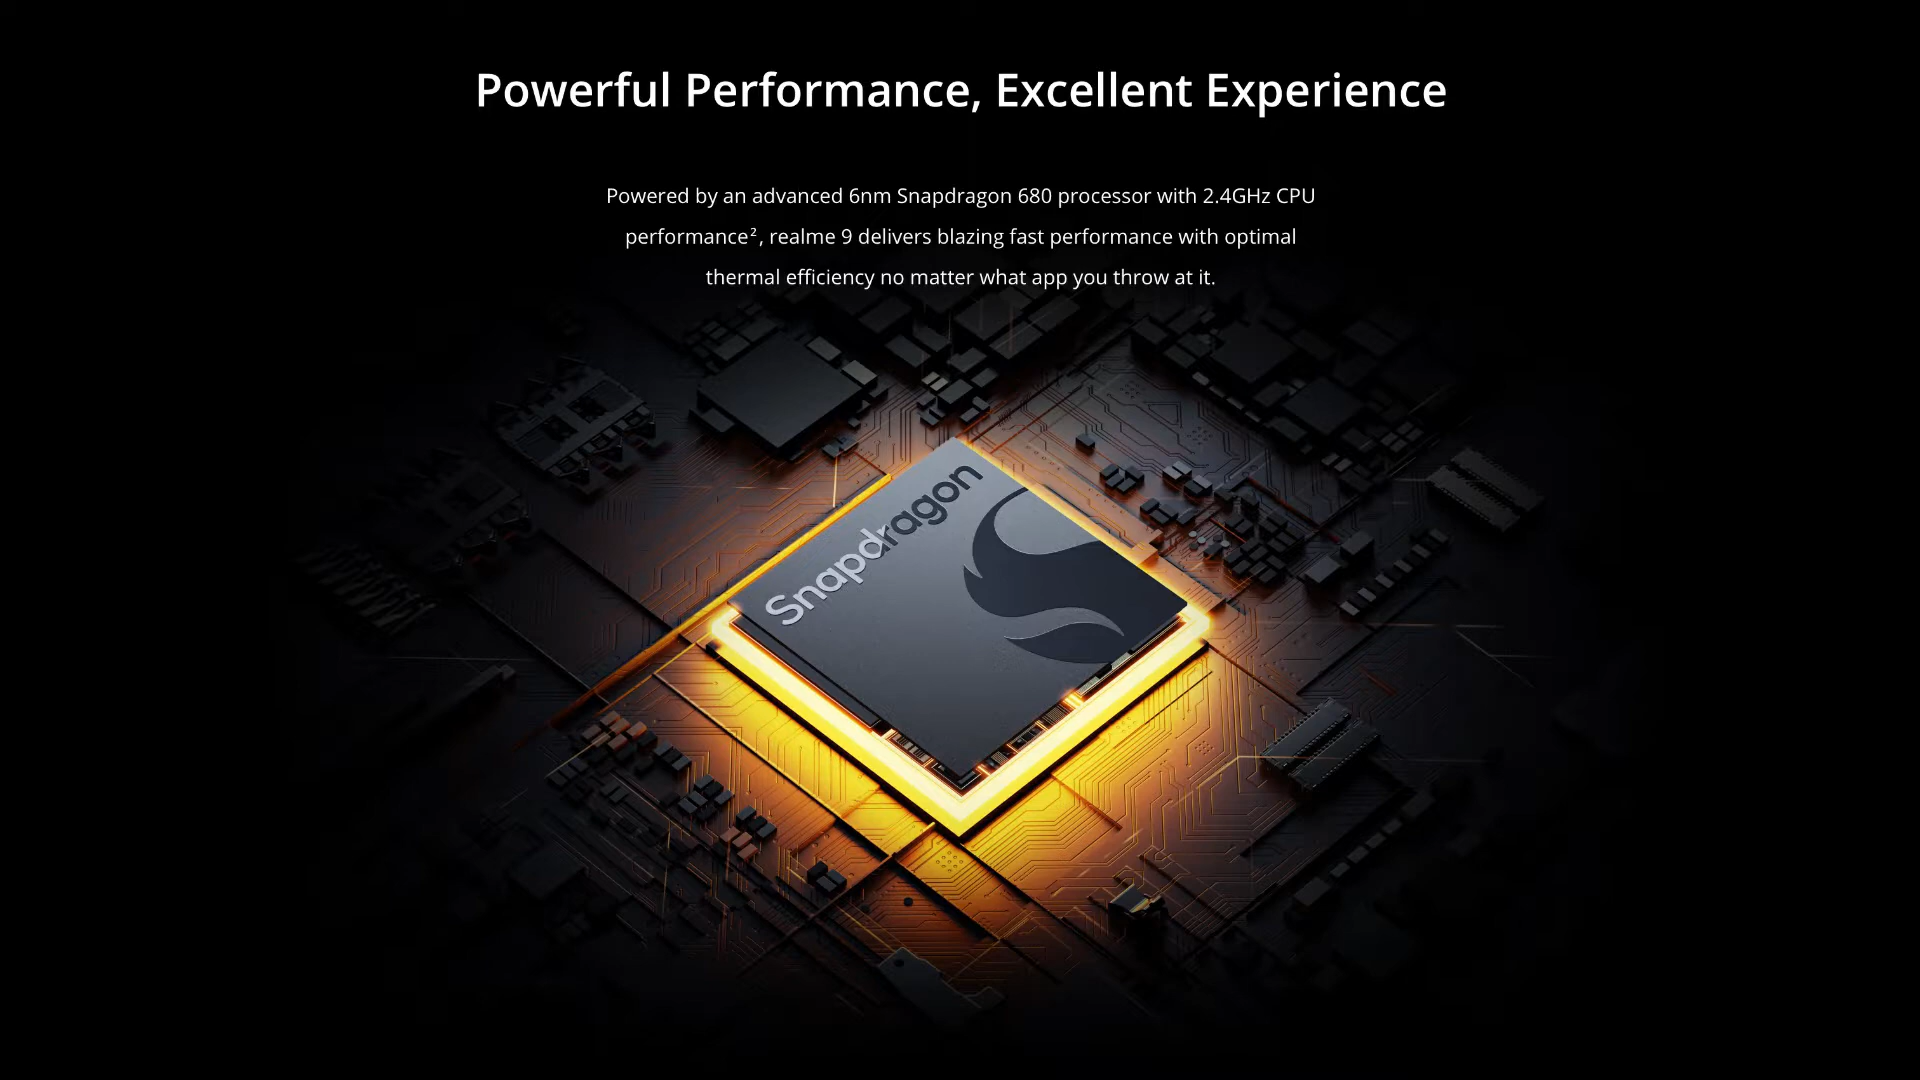 Powerful Performance, Excellent Experience
Powered by an advanced 6nm Snapdragon 680 processor with 2.4GHz CPU
performance², realme 9 delivers blazing fast performance with optimal
thermal efficiency no matter what app you throw at it.
Snapdragon